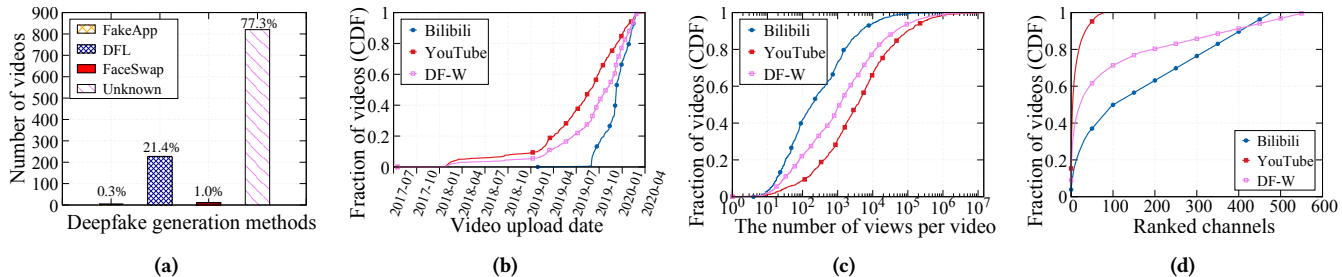 Number of videos
900
800
700
600
500
400
300
200
100
0
FakeApp
DFL
FaceSwap
Unknown
0.3%
21.4%
1.0%
77.3%
Deepfake generation methods
(a)
Fraction of videos (CDF)
1
0.8
0.6
0.4
0.2
0
Bilibili
YouTube
DF-W
2017-07
2017-10
2018-01
2018-04
2018-07
2018-10
2019-01
2019-04
2019-07
2019-10
2020-01
2020-04
Video upload date
(b)
Fraction of videos (CDF)
1
0.8
0.6
0.4
0.2
0
Bilibili
YouTube
DF-W
10^0 10^1 10^2 10^3 10^4 10^5 10^6 10^7
The number of views per video
(c)
Fraction of videos (CDF)
1
0.8
0.6
0.4
0.2
0
Bilibili
YouTube
DF-W
0 100 200 300 400 500 600
Ranked channels
(d)